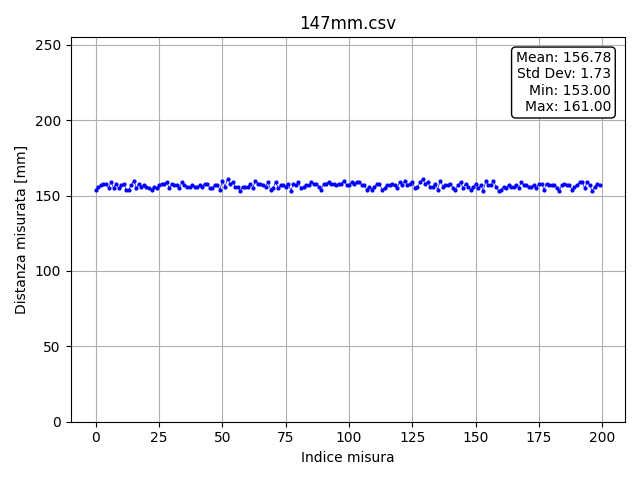 147mm.csv
Mean: 156.78
Std Dev: 1.73
Min: 153.00
Max: 161.00
250
200
150
100
50
0
Distanza misurata [mm]
0 25 50 75 100 125 150 175 200
Indice misura